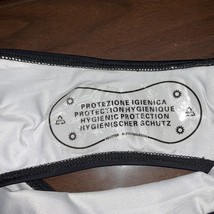 PROTEZIONE IGIENICA
PROTECTION HYGIENIQUE
HYGIENIC PROTECTION
HYGIENISCHER SCHUTZ